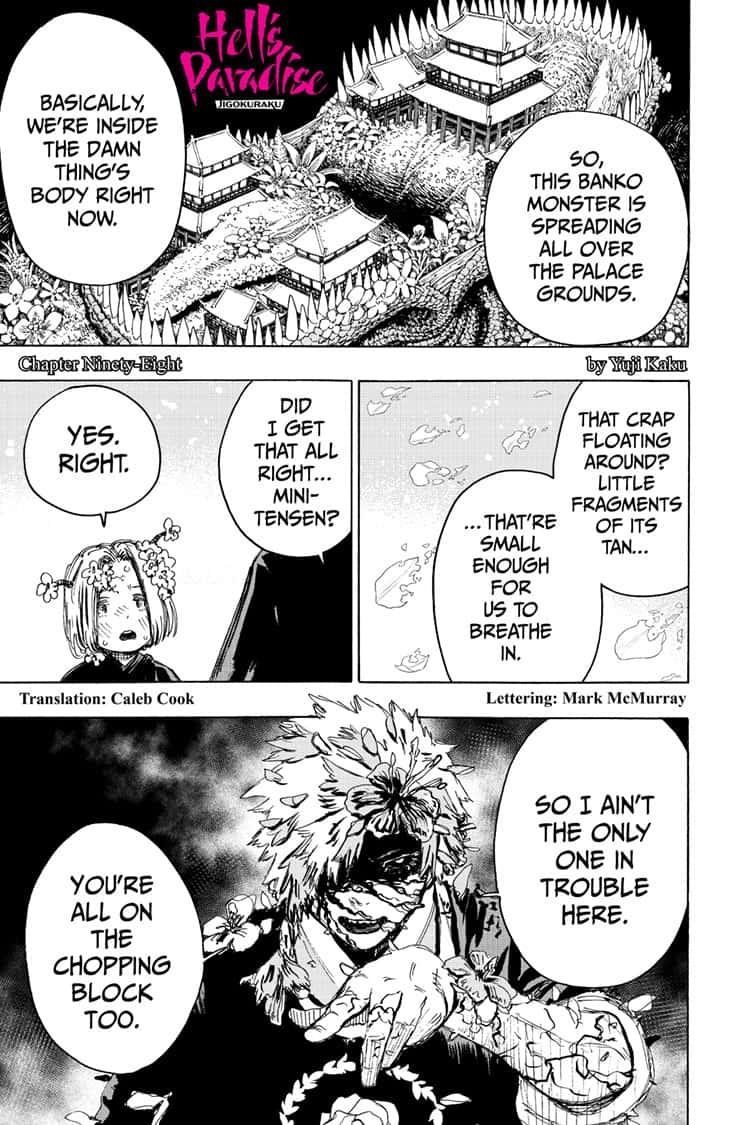 Hell's
Paradise
JIGOKURAKU
SO,
THIS BANKO
MONSTER IS
SPREADING
ALL OVER
THE PALACE
GROUNDS.
BASICALLY,
WE'RE INSIDE
THE DAMN
THING'S
BODY RIGHT
NOW.
Chapter Ninety-Eight
by Yuji Kaku
THAT CRAP
FLOATING
AROUND?
LITTLE
FRAGMENTS
OF ITS
TAN...
...THAT'RE
SMALL
ENOUGH
FOR
US TO
BREATHE
IN.
DID
I GET
THAT ALL
RIGHT...
MINI-
TENSEN?
YES.
RIGHT.
Translation: Caleb Cook
Lettering: Mark McMurray
SO I AIN'T
THE ONLY
ONE IN
TROUBLE
HERE.
YOU'RE
ALL ON
THE
CHOPPING
BLOCK
TOO.